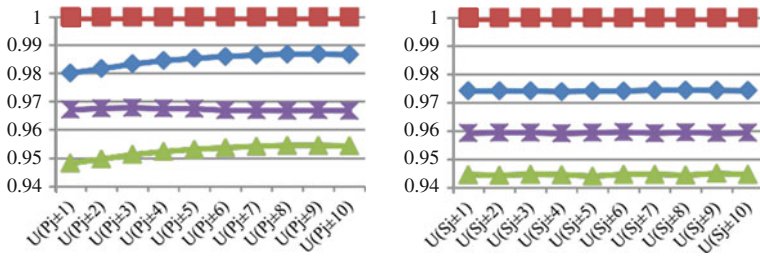 1
0.99
0.98
0.97
0.96
0.95
0.94
U(Pj±1)
U(Pj±2)
U(Pj±3)
U(Pj±4)
U(Pj±5)
U(Pj±6)
U(Pj±7)
U(Pj±8)
U(Pj±9)
U(Pj±10)
1
0.99
0.98
0.97
0.96
0.95
0.94
U(Sj±1)
U(Sj±2)
U(Sj±3)
U(Sj±4)
U(Sj±5)
U(Sj±6)
U(Sj±7)
U(Sj±8)
U(Sj±9)
U(Sj±10)